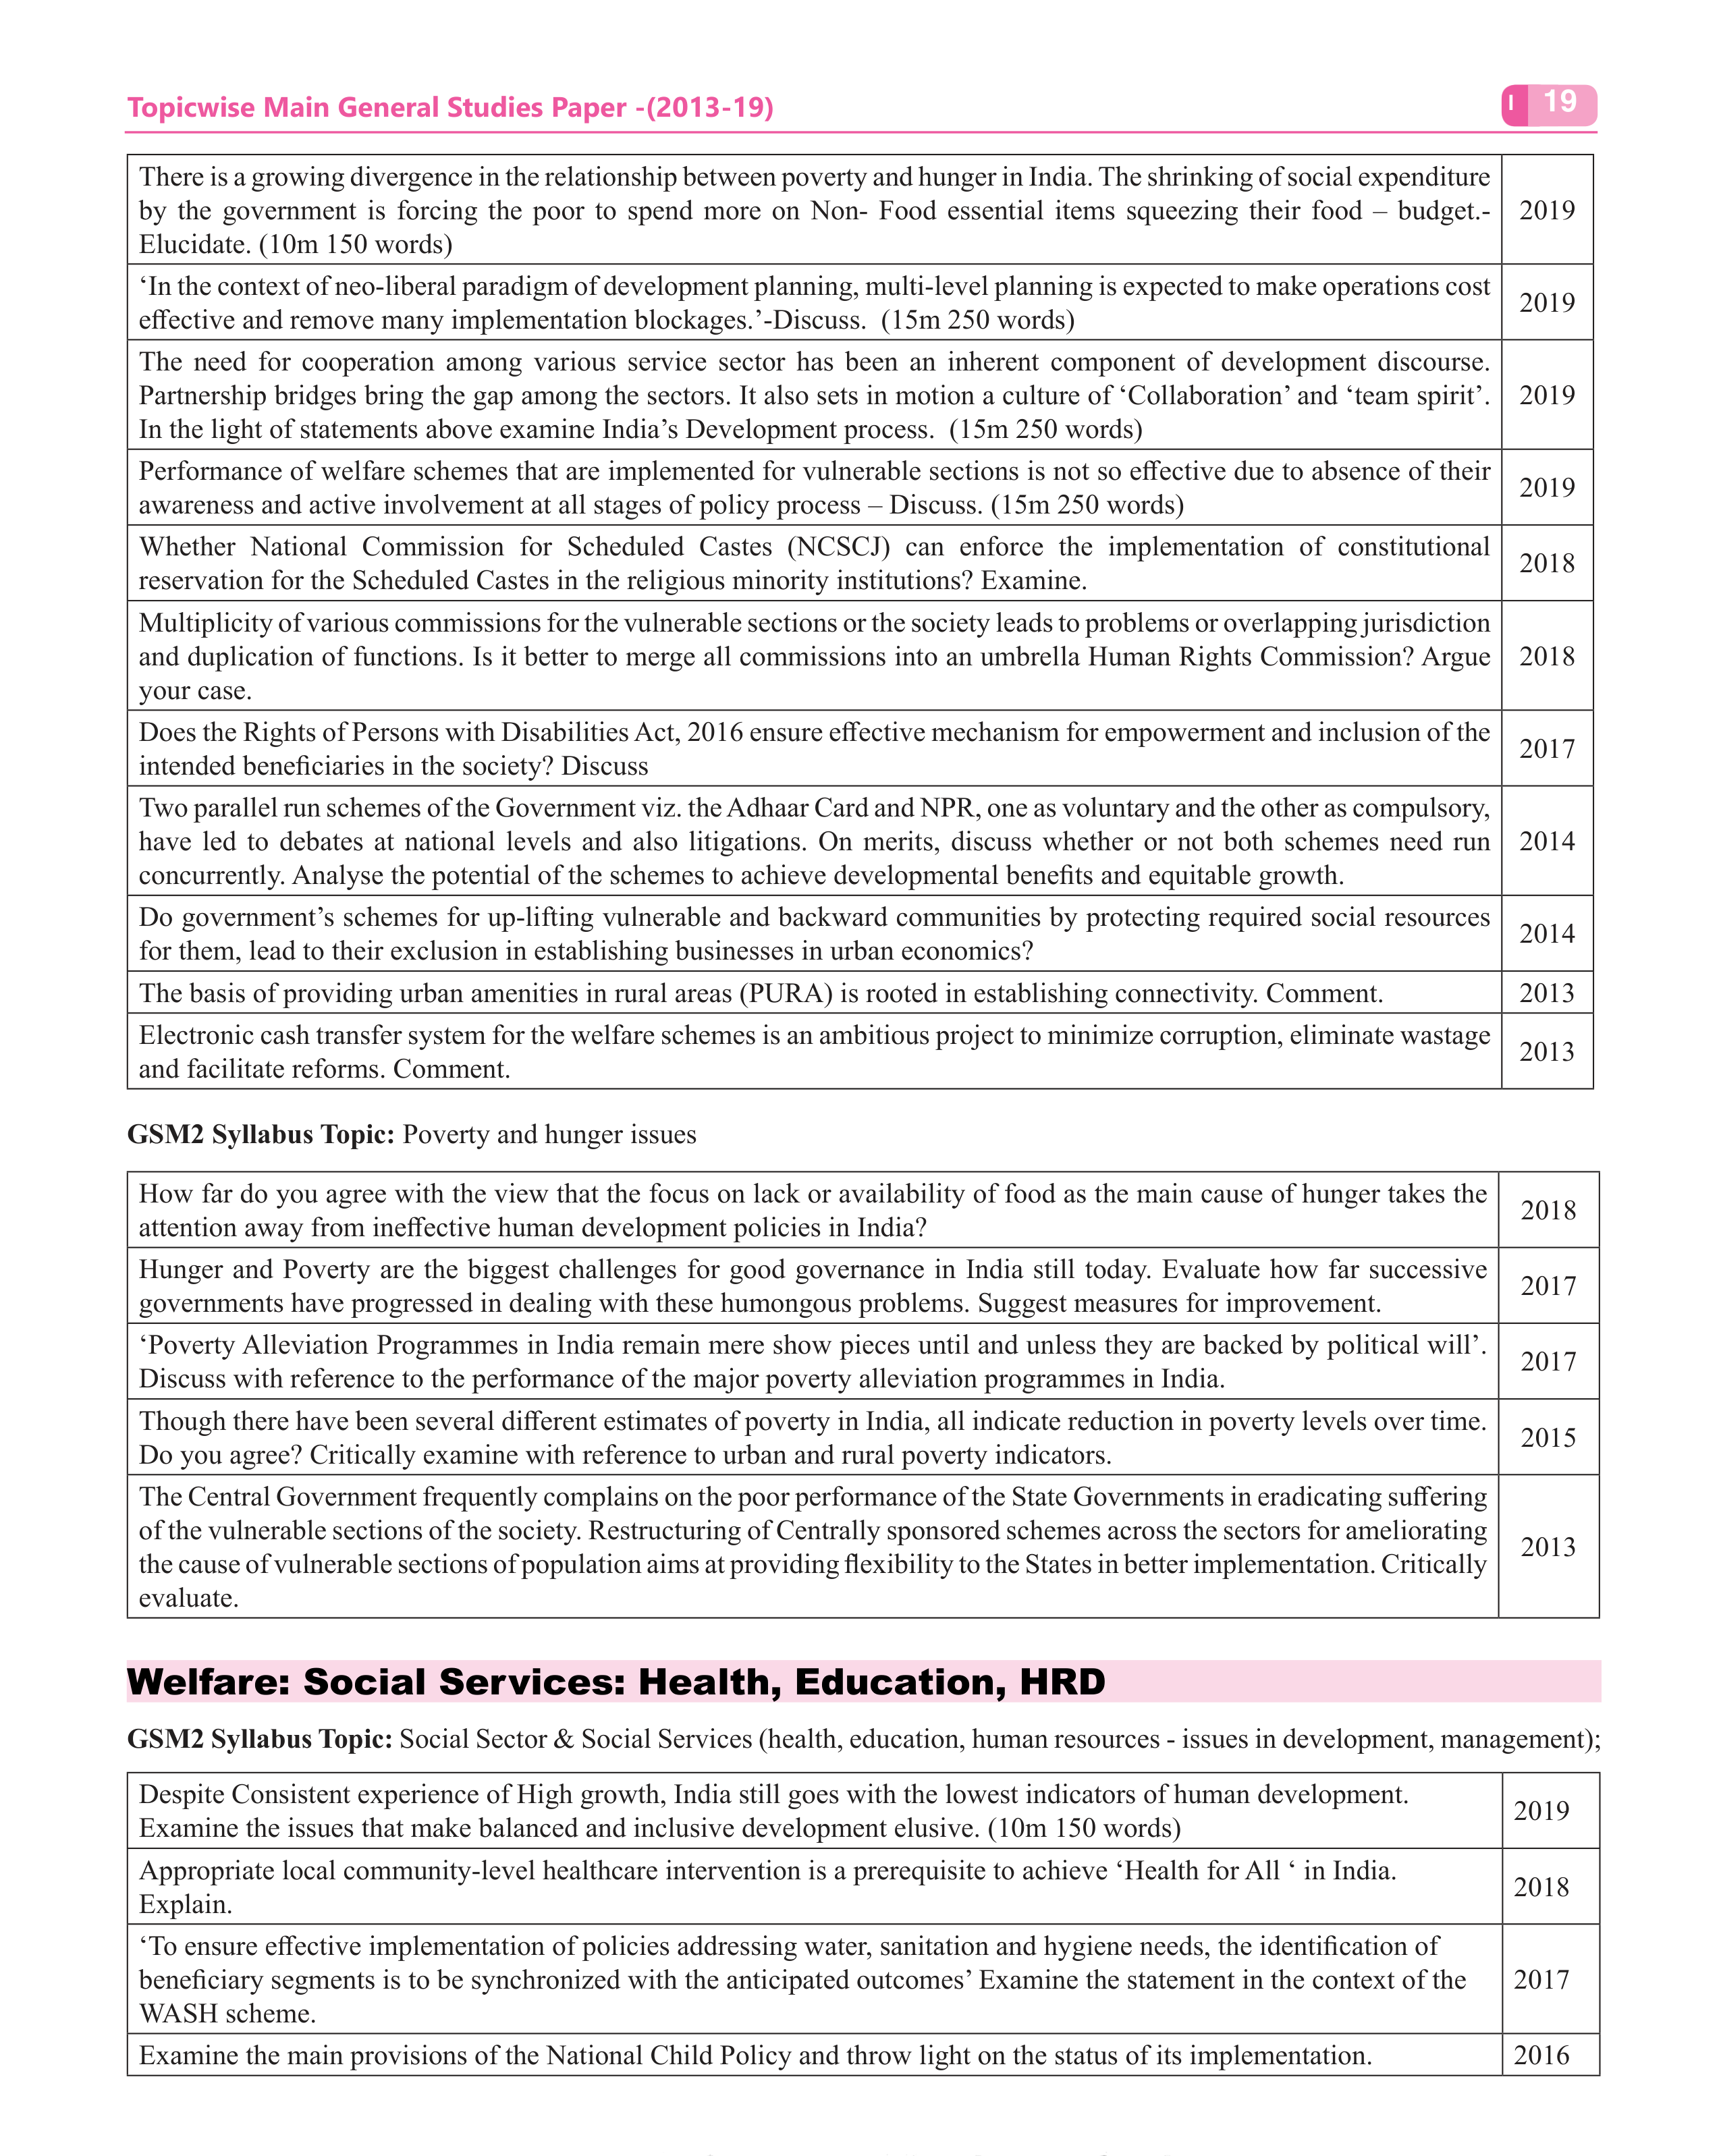 Topicwise Main General Studies Paper -(2013-19)
I 19
There is a growing divergence in the relationship between poverty and hunger in India. The shrinking of social expenditure
by the government is forcing the poor to spend more on Non- Food essential items squeezing their food – budget.-
Elucidate. (10m 150 words)
2019
‘In the context of neo-liberal paradigm of development planning, multi-level planning is expected to make operations cost
effective and remove many implementation blockages.’-Discuss. (15m 250 words)
2019
The need for cooperation among various service sector has been an inherent component of development discourse.
Partnership bridges bring the gap among the sectors. It also sets in motion a culture of ‘Collaboration’ and ‘team spirit’.
In the light of statements above examine India’s Development process. (15m 250 words)
2019
Performance of welfare schemes that are implemented for vulnerable sections is not so effective due to absence of their
awareness and active involvement at all stages of policy process – Discuss. (15m 250 words)
2019
Whether National Commission for Scheduled Castes (NCSCJ) can enforce the implementation of constitutional
reservation for the Scheduled Castes in the religious minority institutions? Examine.
2018
Multiplicity of various commissions for the vulnerable sections or the society leads to problems or overlapping jurisdiction
and duplication of functions. Is it better to merge all commissions into an umbrella Human Rights Commission? Argue
your case.
2018
Does the Rights of Persons with Disabilities Act, 2016 ensure effective mechanism for empowerment and inclusion of the
intended beneficiaries in the society? Discuss
2017
Two parallel run schemes of the Government viz. the Adhaar Card and NPR, one as voluntary and the other as compulsory,
have led to debates at national levels and also litigations. On merits, discuss whether or not both schemes need run
concurrently. Analyse the potential of the schemes to achieve developmental benefits and equitable growth.
2014
Do government’s schemes for up-lifting vulnerable and backward communities by protecting required social resources
for them, lead to their exclusion in establishing businesses in urban economics?
2014
The basis of providing urban amenities in rural areas (PURA) is rooted in establishing connectivity. Comment.
2013
Electronic cash transfer system for the welfare schemes is an ambitious project to minimize corruption, eliminate wastage
and facilitate reforms. Comment.
2013
GSM2 Syllabus Topic: Poverty and hunger issues
How far do you agree with the view that the focus on lack or availability of food as the main cause of hunger takes the
attention away from ineffective human development policies in India?
2018
Hunger and Poverty are the biggest challenges for good governance in India still today. Evaluate how far successive
governments have progressed in dealing with these humongous problems. Suggest measures for improvement.
2017
‘Poverty Alleviation Programmes in India remain mere show pieces until and unless they are backed by political will’.
Discuss with reference to the performance of the major poverty alleviation programmes in India.
2017
Though there have been several different estimates of poverty in India, all indicate reduction in poverty levels over time.
Do you agree? Critically examine with reference to urban and rural poverty indicators.
2015
The Central Government frequently complains on the poor performance of the State Governments in eradicating suffering
of the vulnerable sections of the society. Restructuring of Centrally sponsored schemes across the sectors for ameliorating
the cause of vulnerable sections of population aims at providing flexibility to the States in better implementation. Critically
evaluate.
2013
Welfare: Social Services: Health, Education, HRD
GSM2 Syllabus Topic: Social Sector & Social Services (health, education, human resources - issues in development, management);
Despite Consistent experience of High growth, India still goes with the lowest indicators of human development.
Examine the issues that make balanced and inclusive development elusive. (10m 150 words)
2019
Appropriate local community-level healthcare intervention is a prerequisite to achieve ‘Health for All ‘ in India.
Explain.
2018
‘To ensure effective implementation of policies addressing water, sanitation and hygiene needs, the identification of
beneficiary segments is to be synchronized with the anticipated outcomes’ Examine the statement in the context of the
WASH scheme.
2017
Examine the main provisions of the National Child Policy and throw light on the status of its implementation.
2016